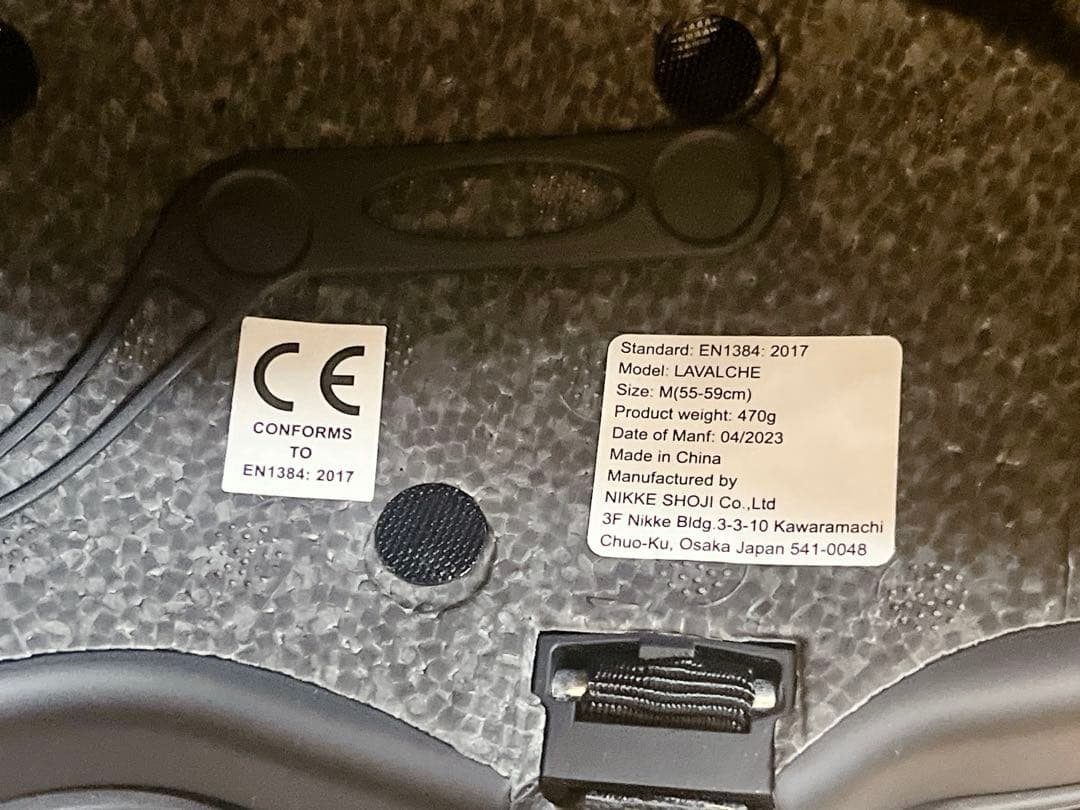 CE
CONFORMS
TO
EN1384: 2017
Standard: EN1384: 2017
Model: LAVALCHE
Size: M(55-59cm)
Product weight: 470g
Date of Manf: 04/2023
Made in China
Manufactured by
NIKKE SHOJI Co.,Ltd
3F Nikke Bldg.3-3-10 Kawaramachi
Chuo-Ku, Osaka Japan 541-0048